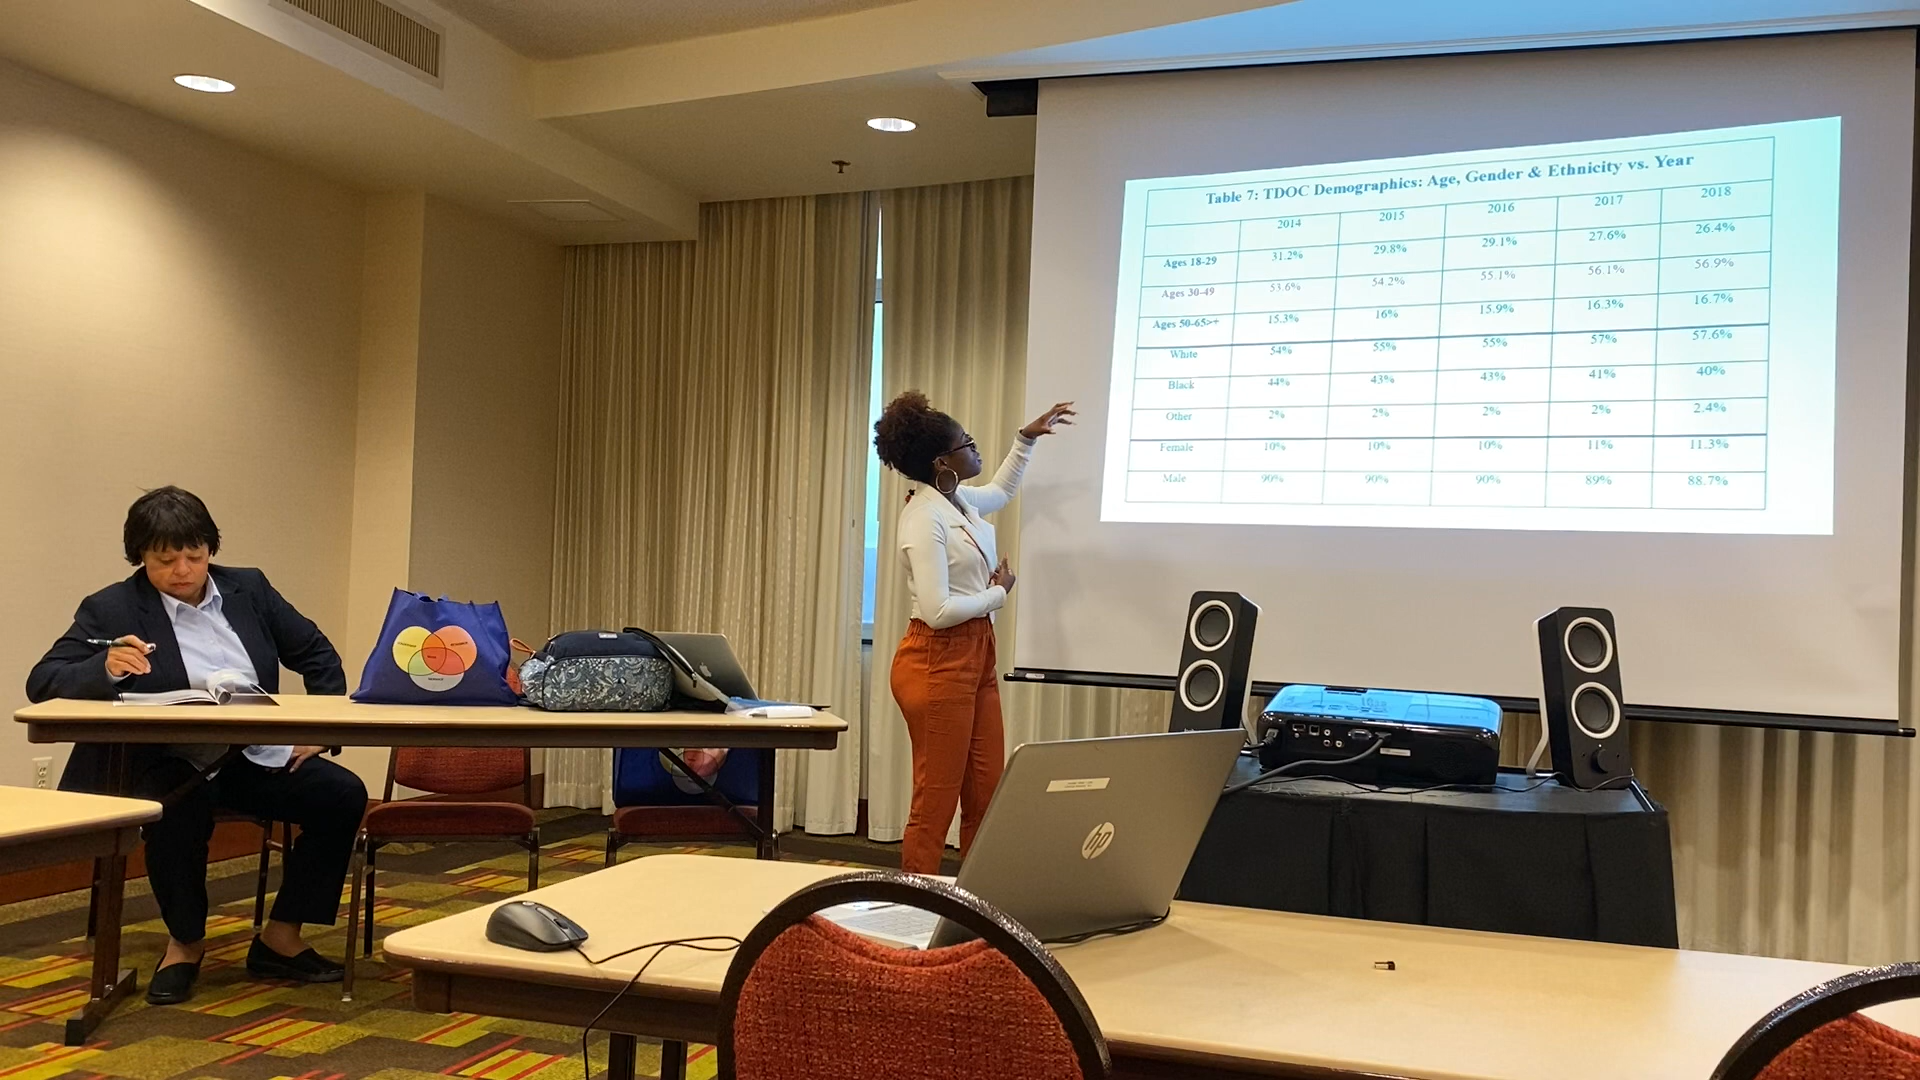 Table 7: TDOC Demographics: Age, Gender & Ethnicity vs. Year
2014 2015 2016 2017 2018
Ages 18-29 31.2% 29.8% 29.1% 27.6% 26.4%
Ages 30-49 53.6% 54.2% 55.1% 56.1% 56.9%
Ages 50-65>+ 15.3% 16% 15.9% 16.3% 16.7%
White 54% 55% 55% 57% 57.6%
Black 44% 43% 43% 41% 40%
Other 2% 2% 2% 2% 2.4%
Female 10% 10% 10% 11% 11.3%
Male 90% 90% 90% 89% 88.7%
hp